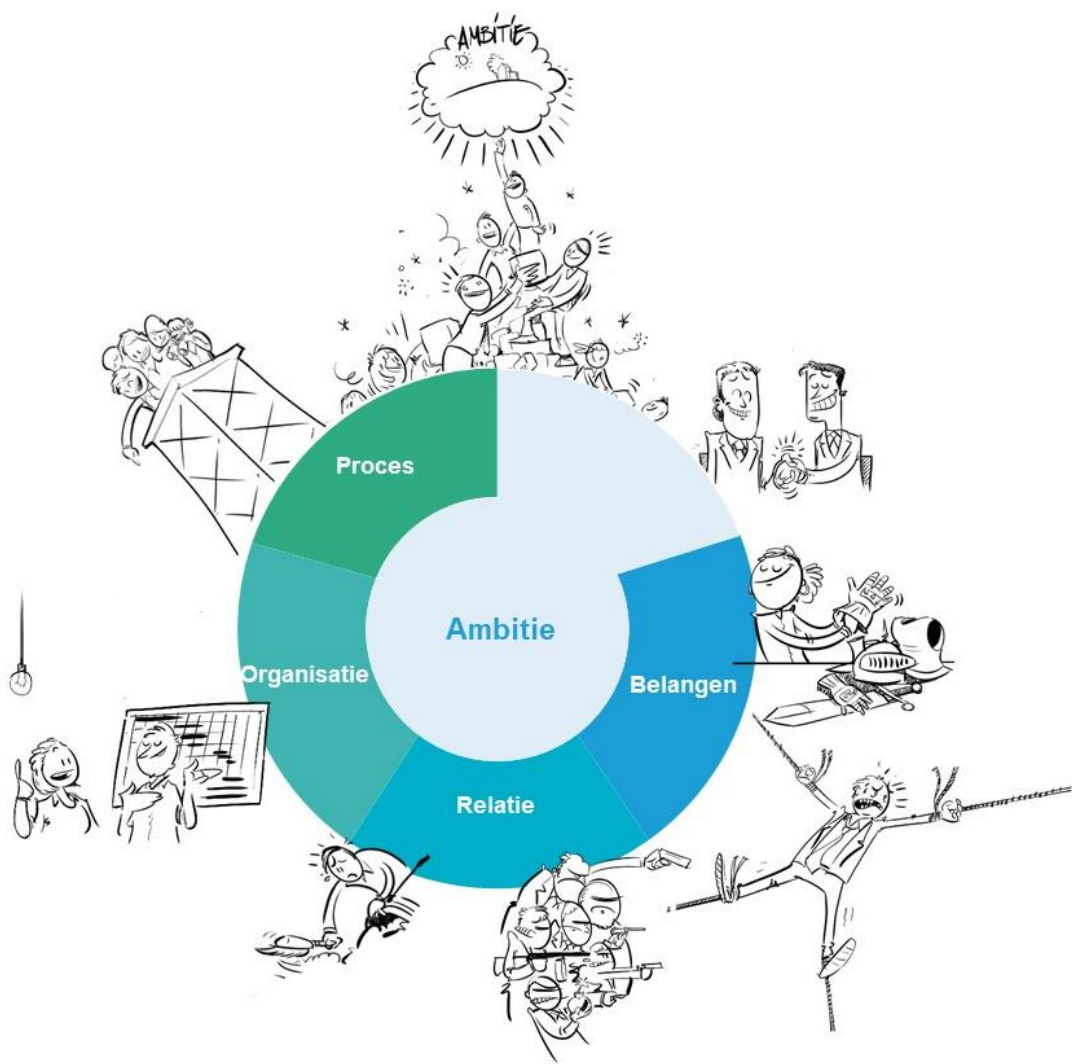 AMBITIE
Proces
Ambitie
Organisatie
Belangen
Relatie